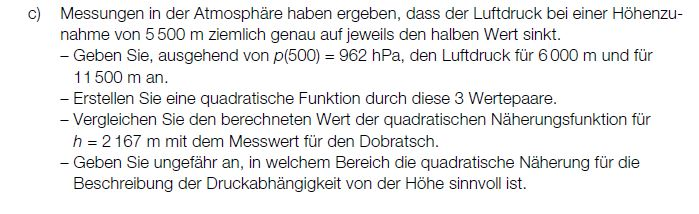 c) Messungen in der Atmosphäre haben ergeben, dass der Luftdruck bei einer Höhenzu-
nahme von 5 500 m ziemlich genau auf jeweils den halben Wert sinkt.
– Geben Sie, ausgehend von p(500) = 962 hPa, den Luftdruck für 6 000 m und für
11 500 m an.
– Erstellen Sie eine quadratische Funktion durch diese 3 Wertepaare.
– Vergleichen Sie den berechneten Wert der quadratischen Näherungsfunktion für
h = 2 167 m mit dem Messwert für den Dobratsch.
– Geben Sie ungefähr an, in welchem Bereich die quadratische Näherung für die
Beschreibung der Druckabhängigkeit von der Höhe sinnvoll ist.